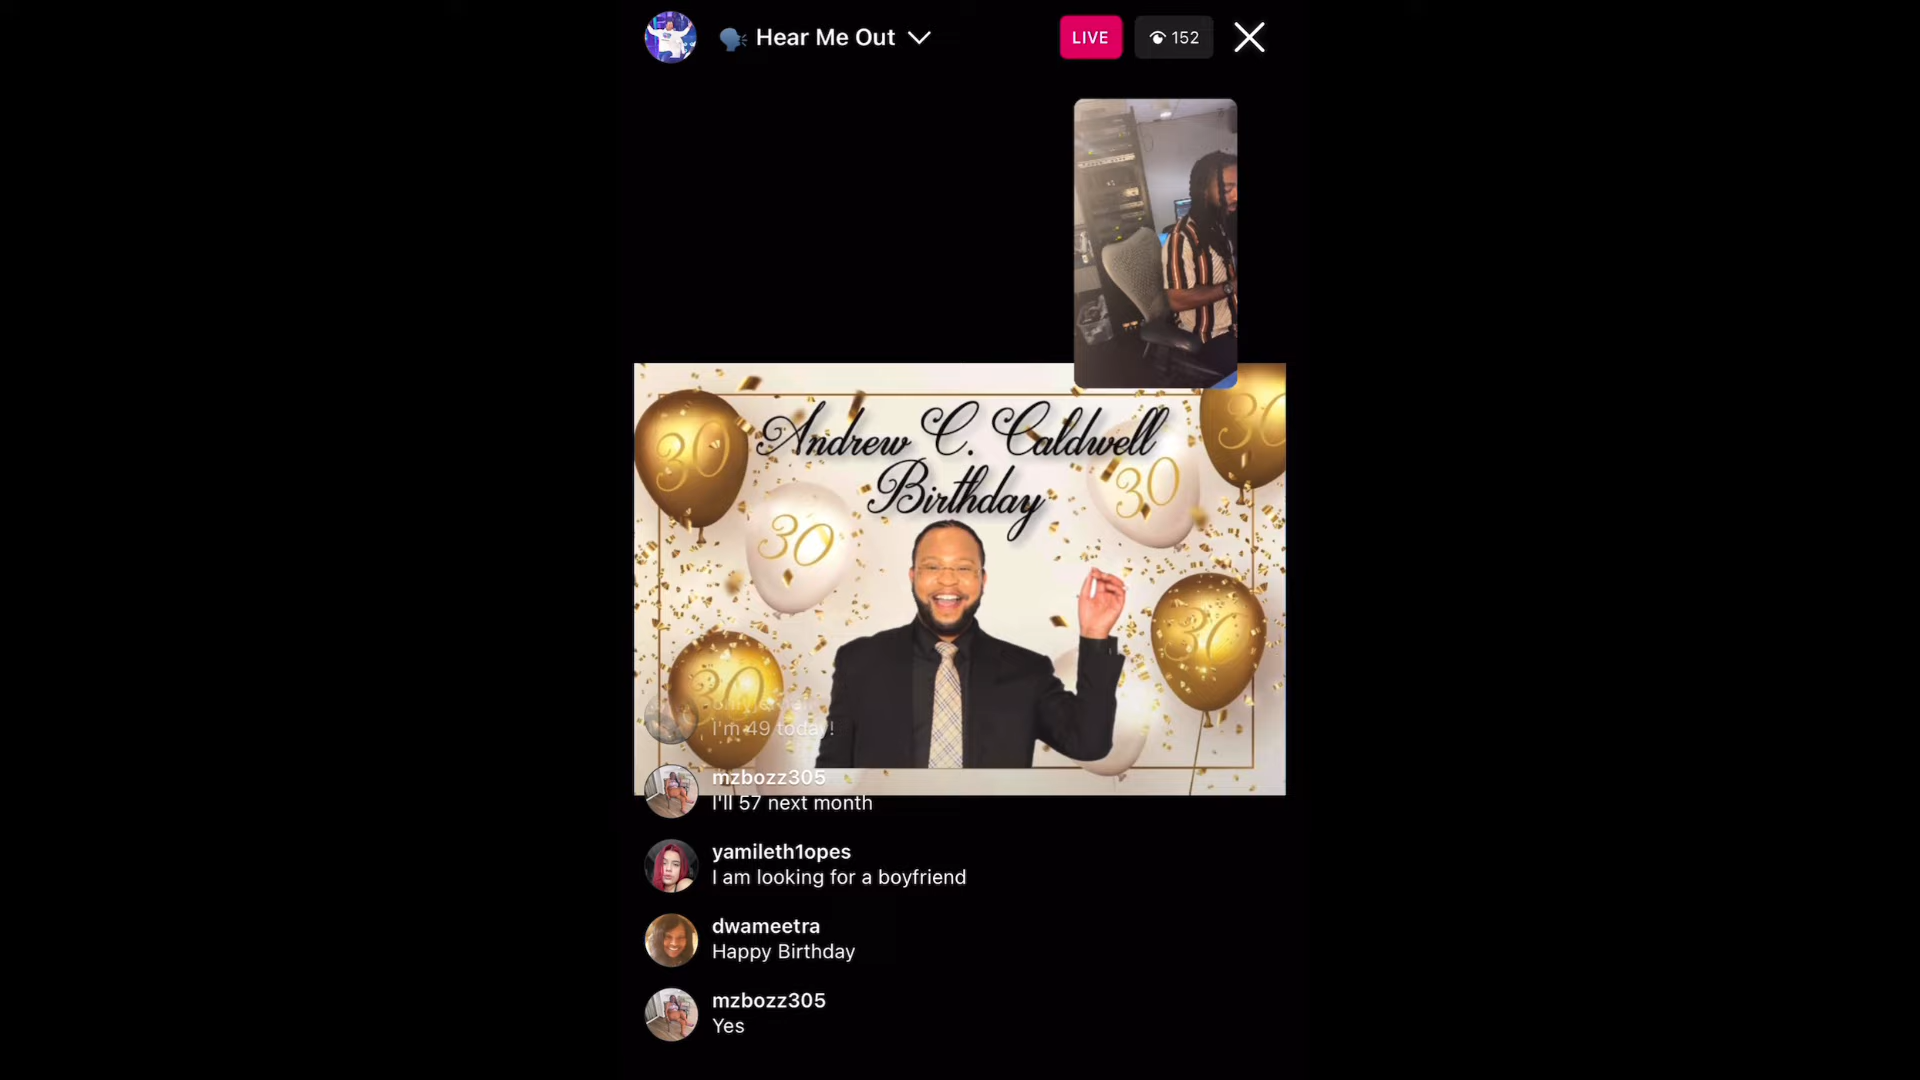 Hear Me Out
LIVE
152
Andrew C. Caldwell
Birthday
30
30
30
30
30
30
I'm 49 today!
mzbozz305
I'll 57 next month
yamileth1opes
I am looking for a boyfriend
dwameetra
Happy Birthday
mzbozz305
Yes